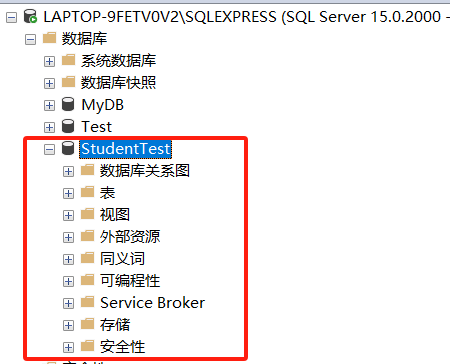 LAPTOP-9FETV0V2\SQLEXPRESS (SQL Server 15.0.2000 -
数据库
系统数据库
数据库快照
MyDB
Test
StudentTest
数据库关系图
表
视图
外部资源
同义词
可编程性
Service Broker
存储
安全性